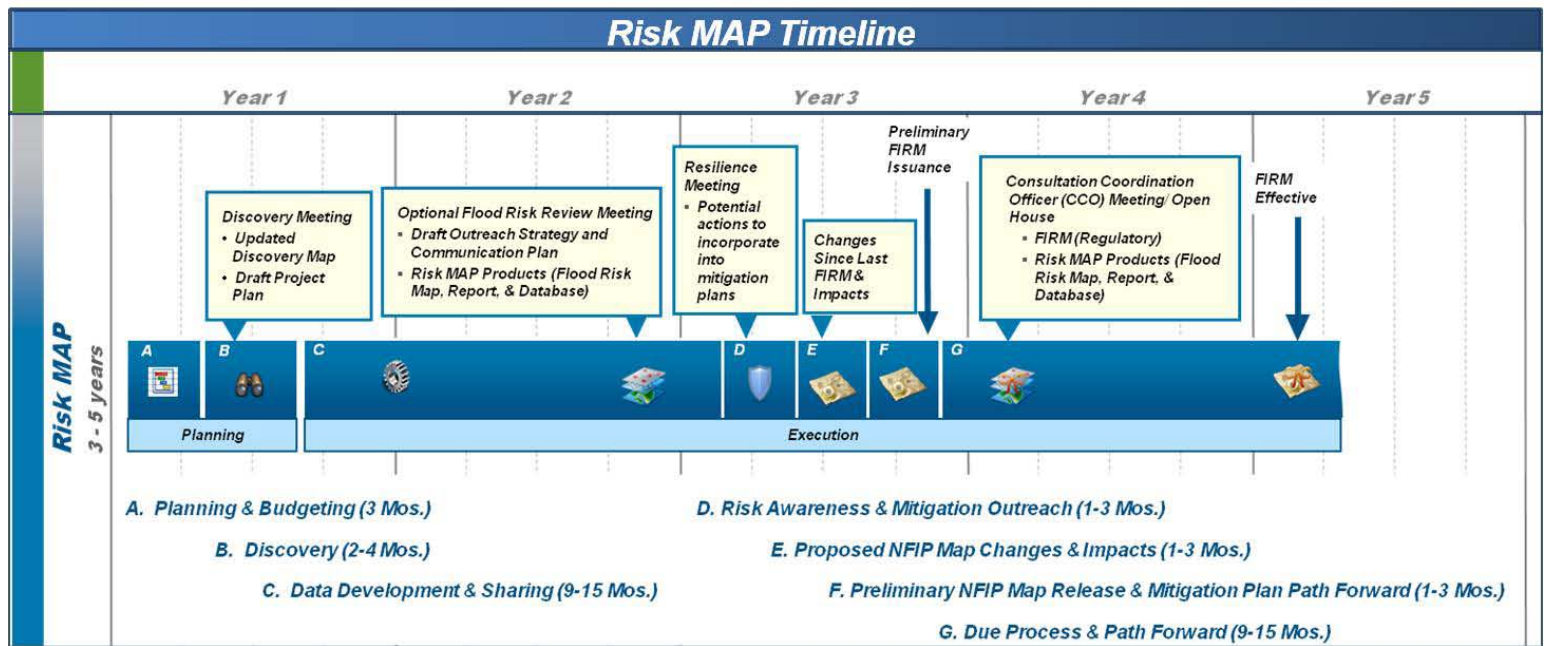 Risk MAP Timeline
Year 1
Year 2
Year 3
Year 4
Year 5
Risk MAP
3 - 5 years
Discovery Meeting
• Updated
Discovery Map
• Draft Project
Plan
Optional Flood Risk Review Meeting
▪ Draft Outreach Strategy and
Communication Plan
▪ Risk MAP Products (Flood Risk
Map, Report, & Database)
Resilience
Meeting
▪ Potential
actions to
incorporate
into
mitigation
plans
Changes
Since Last
FIRM &
Impacts
Preliminary
FIRM
Issuance
Consultation Coordination
Officer (CCO) Meeting/ Open
House
▪ FIRM (Regulatory)
▪ Risk MAP Products (Flood
Risk Map, Report, &
Database)
FIRM
Effective
A
B
C
D
E
F
G
Planning
Execution
A. Planning & Budgeting (3 Mos.)
B. Discovery (2-4 Mos.)
C. Data Development & Sharing (9-15 Mos.)
D. Risk Awareness & Mitigation Outreach (1-3 Mos.)
E. Proposed NFIP Map Changes & Impacts (1-3 Mos.)
F. Preliminary NFIP Map Release & Mitigation Plan Path Forward (1-3 Mos.)
G. Due Process & Path Forward (9-15 Mos.)